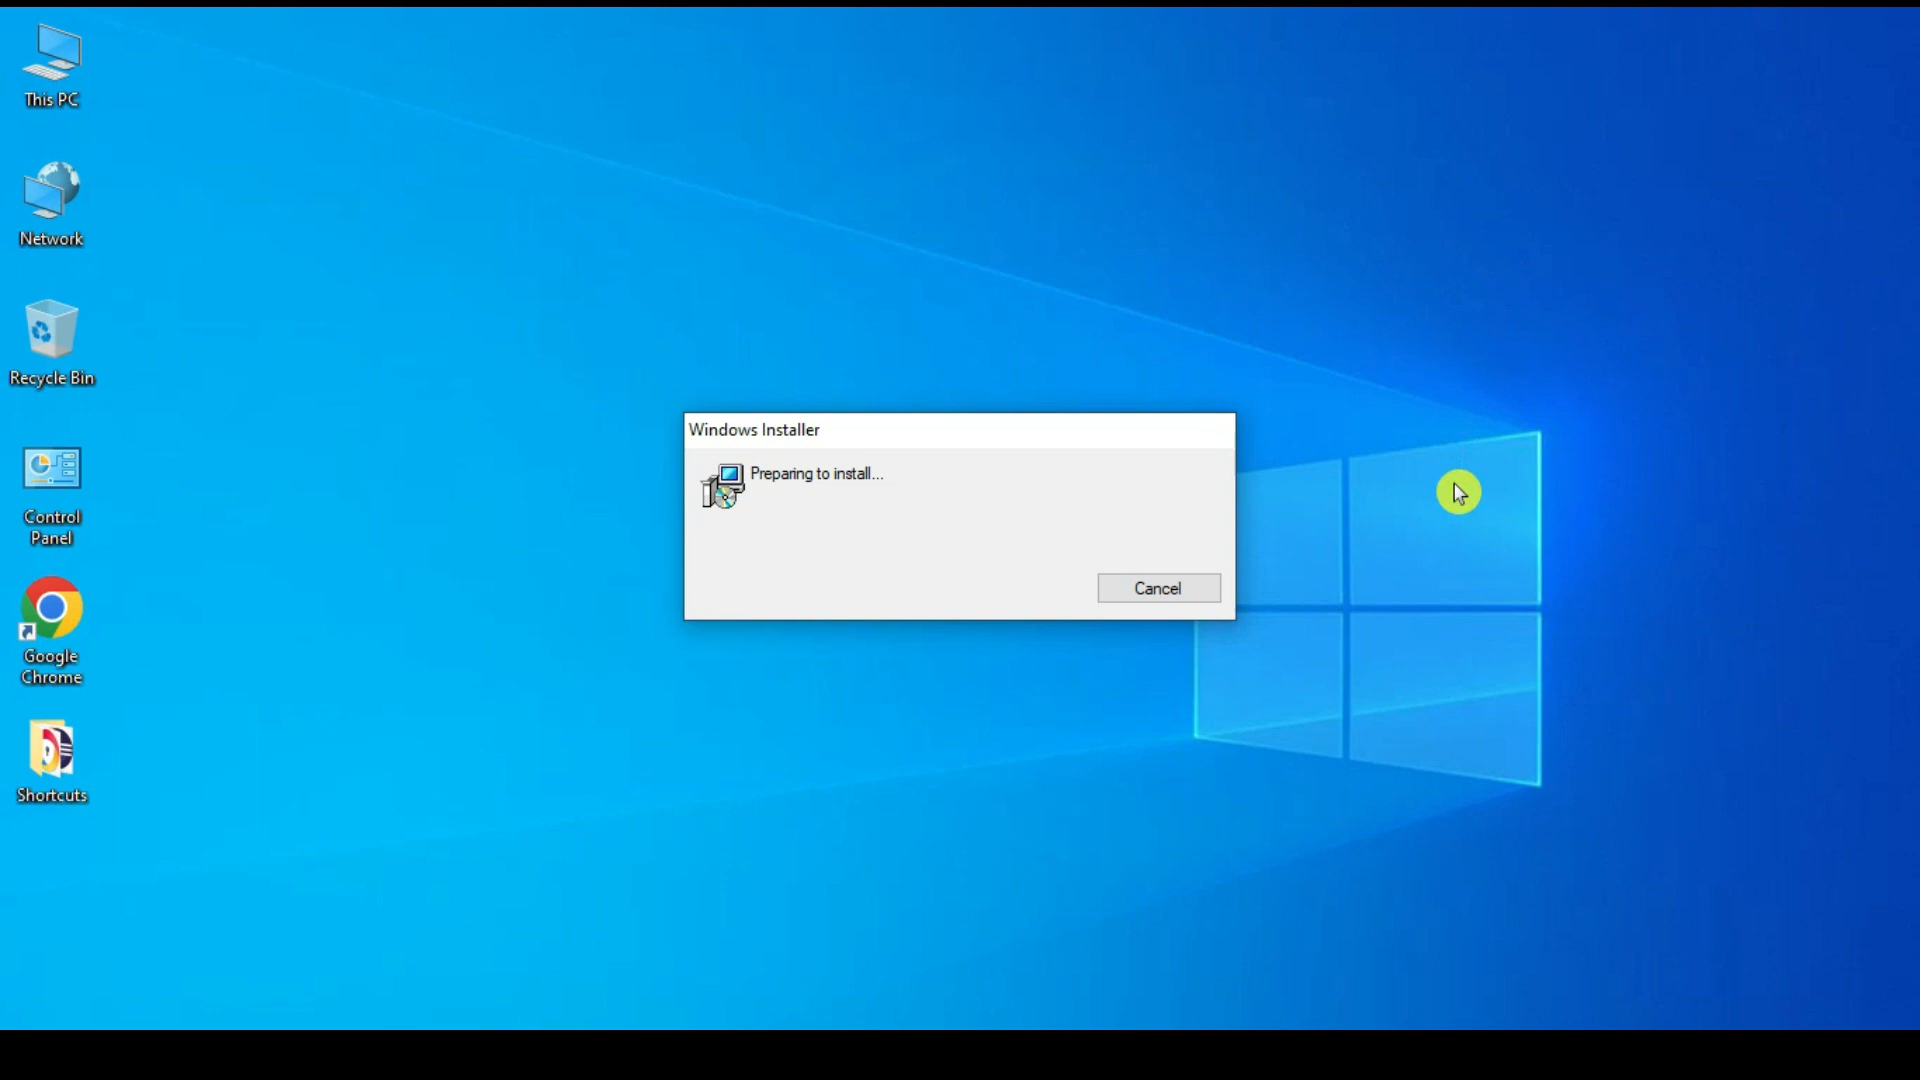 This PC
Network
Recycle Bin
Control
Panel
Google
Chrome
Shortcuts
Windows Installer
Preparing to install...
Cancel